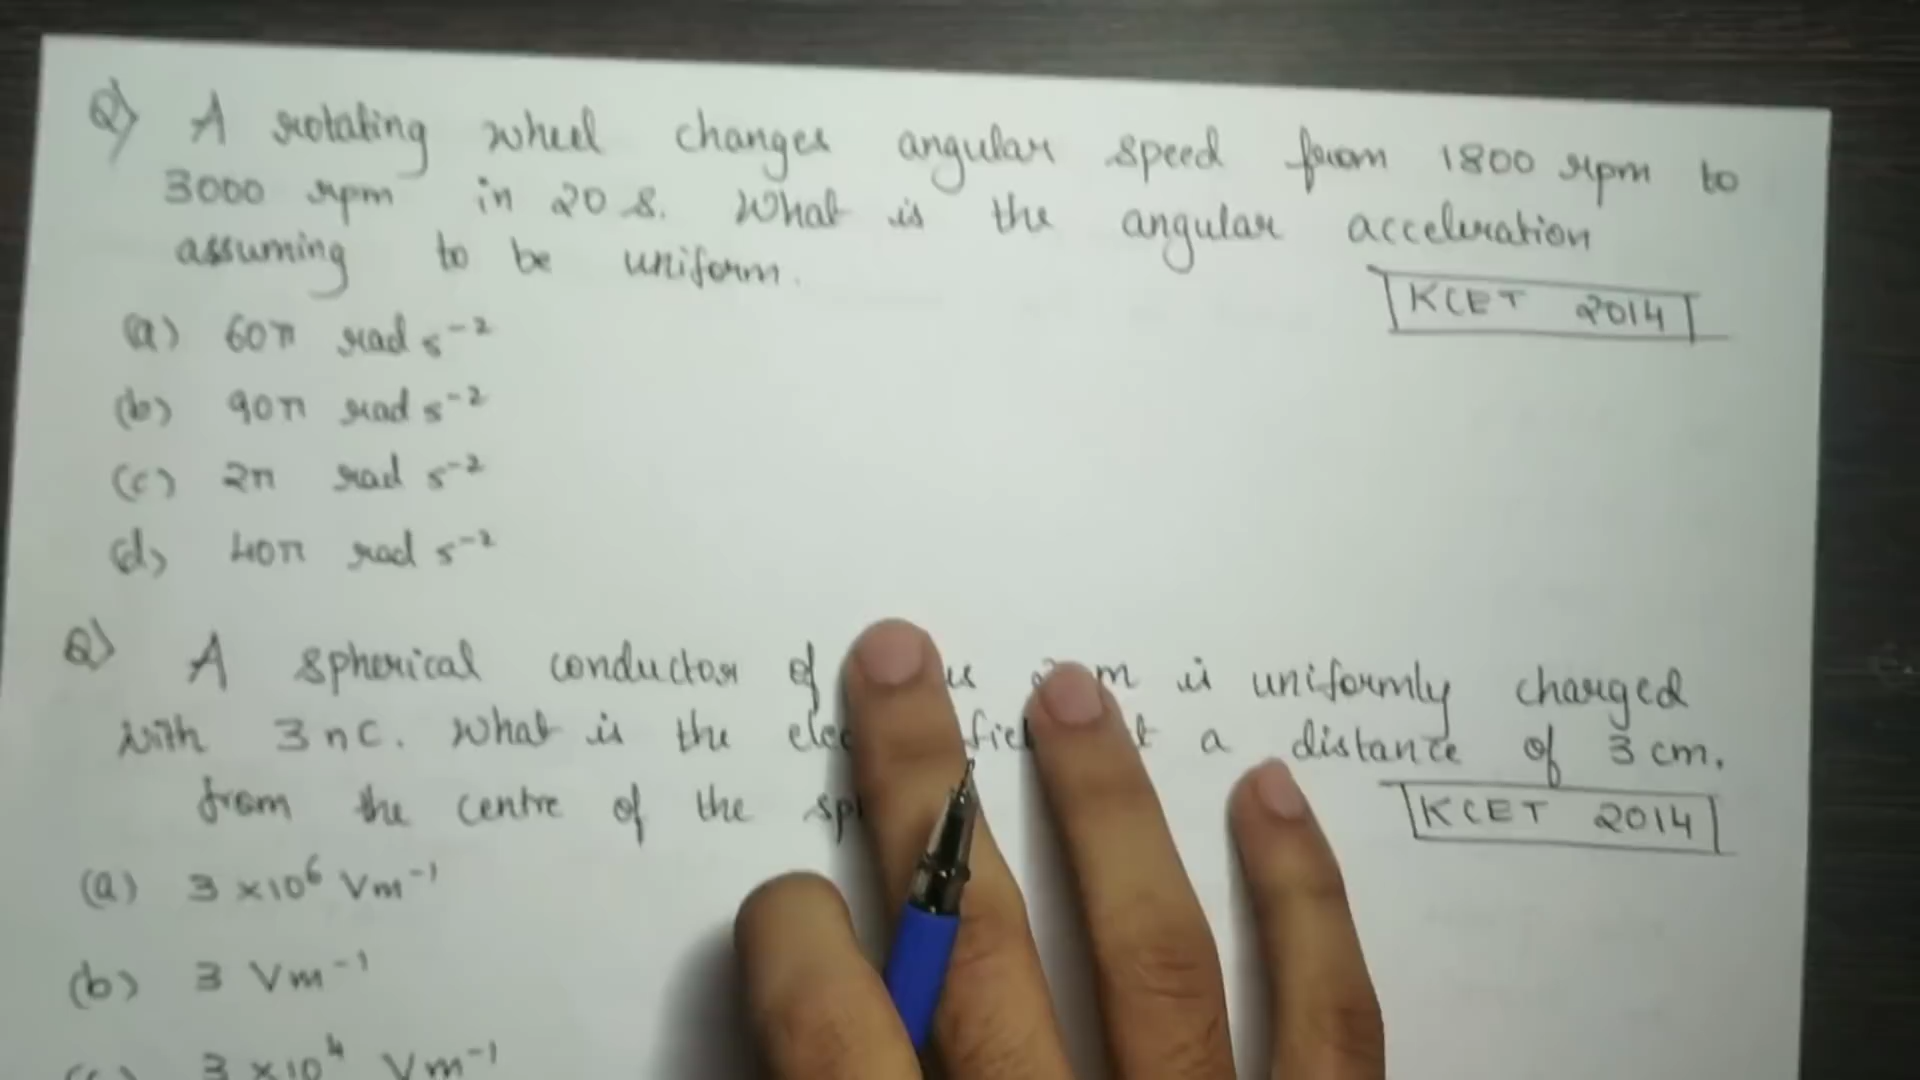 Q) A rotating wheel changes angular speed from 1800 rpm to
3000 rpm in 20 s. What is the angular acceleration
assuming to be uniform.
KCET 2014
(a) 60π rad s⁻²
(b) 90π rad s⁻²
(c) 2π rad s⁻²
(d) 40π rad s⁻²
Q) A spherical conductor of is uniformly charged
with 3nC. What is the a distance of 3 cm.
from the centre of the
KCET 2014
(a) 3 ×10⁶ Vm⁻¹
(b) 3 Vm⁻¹
(c) 3 ×10⁴ Vm⁻¹